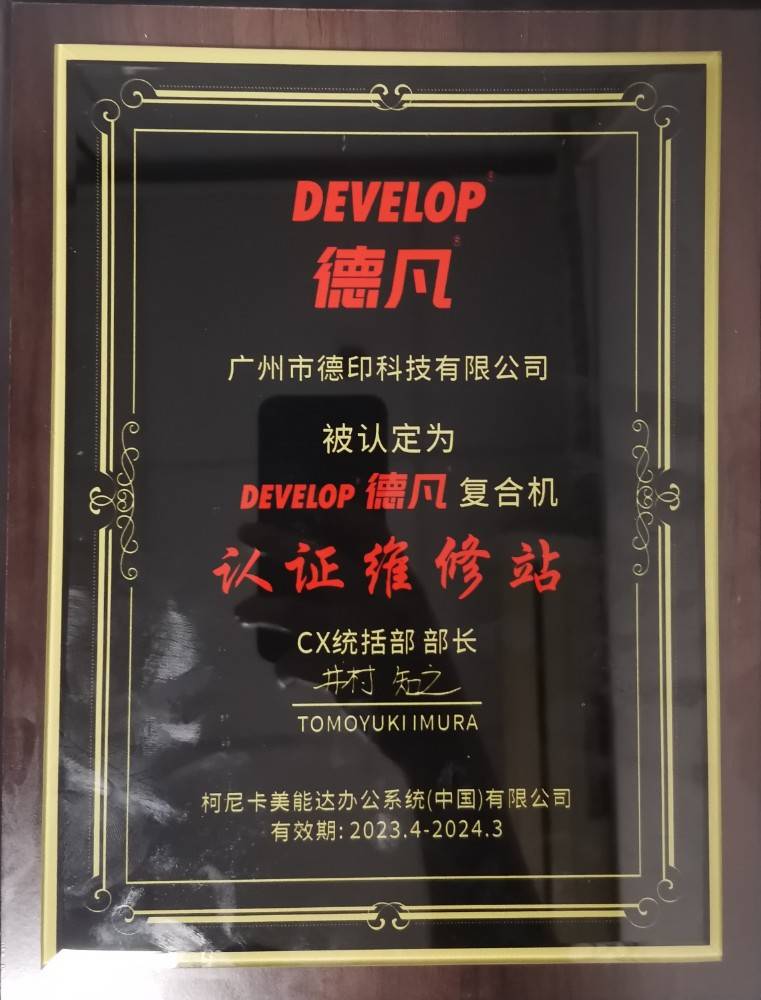 DEVELOP®
德凡®
广州市德印科技有限公司
被认定为
DEVELOP 德凡 复合机
认证维修站
CX统括部 部长
井村 知之
TOMOYUKI IMURA
柯尼卡美能达办公系统(中国)有限公司
有效期: 2023.4-2024.3